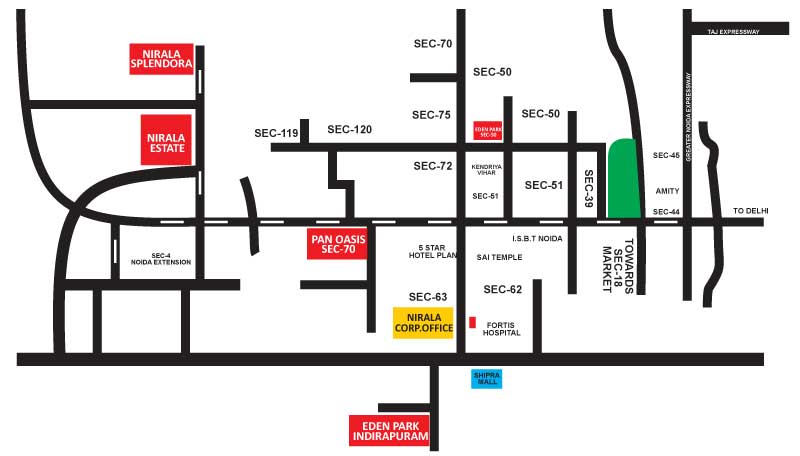 TAJ EXPRESSWAY
SEC-70
NIRALA
SPLENDORA
SEC-50
GREATER NOIDA EXPRESSWAY
SEC-75
SEC-50
NIRALA
ESTATE
SEC-119
SEC-120
EDEN PARK
SEC-50
SEC-45
SEC-72
KENDRIYA
VIHAR
SEC-51
SEC-51
SEC-39
AMITY
SEC-44
TO DELHI
PAN OASIS
SEC-70
5 STAR
HOTEL PLAN
I.S.B.T NOIDA
SAI TEMPLE
TOWARDS
SEC-18
MARKET
SEC-4
NOIDA EXTENSION
SEC-63
SEC-62
NIRALA
CORP.OFFICE
FORTIS
HOSPITAL
SHIPRA
MALL
EDEN PARK
INDIRAPURAM